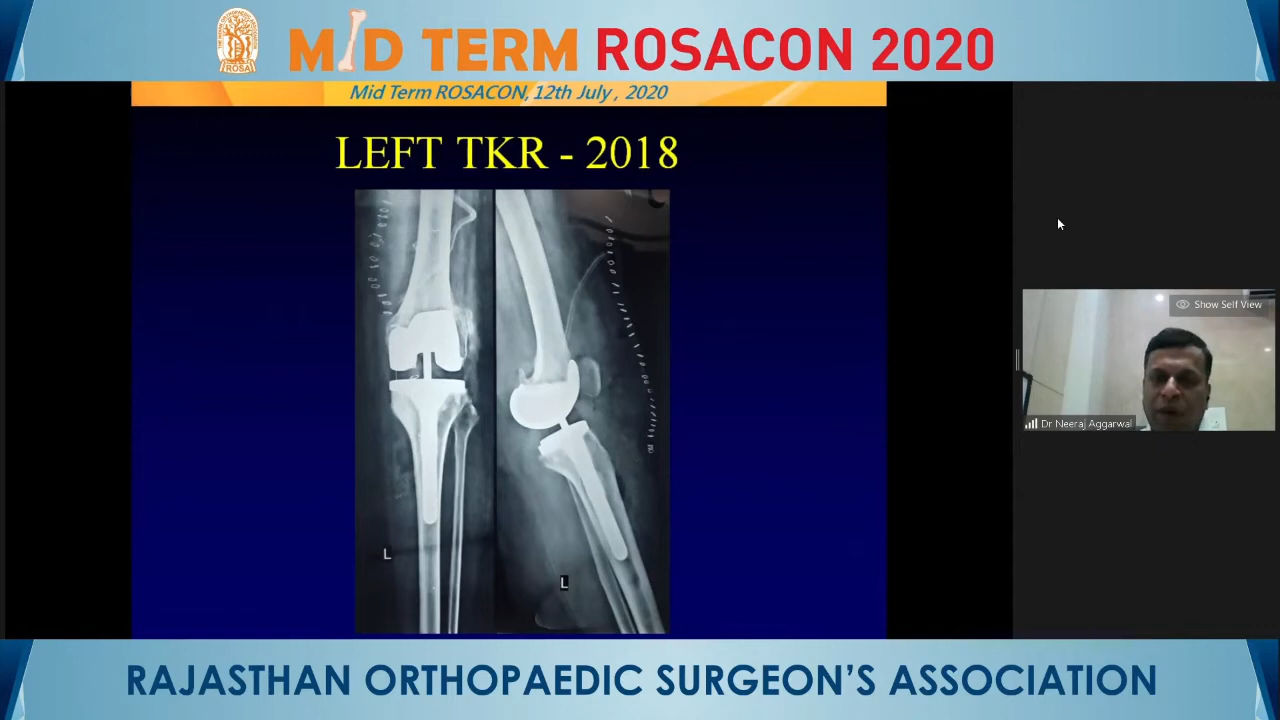 MID TERM ROSACON 2020
ROSA
Mid Term ROSACON, 12th July , 2020
LEFT TKR - 2018
Show Self View
Dr Neeraj Aggarwal
L
L
RAJASTHAN ORTHOPAEDIC SURGEON'S ASSOCIATION